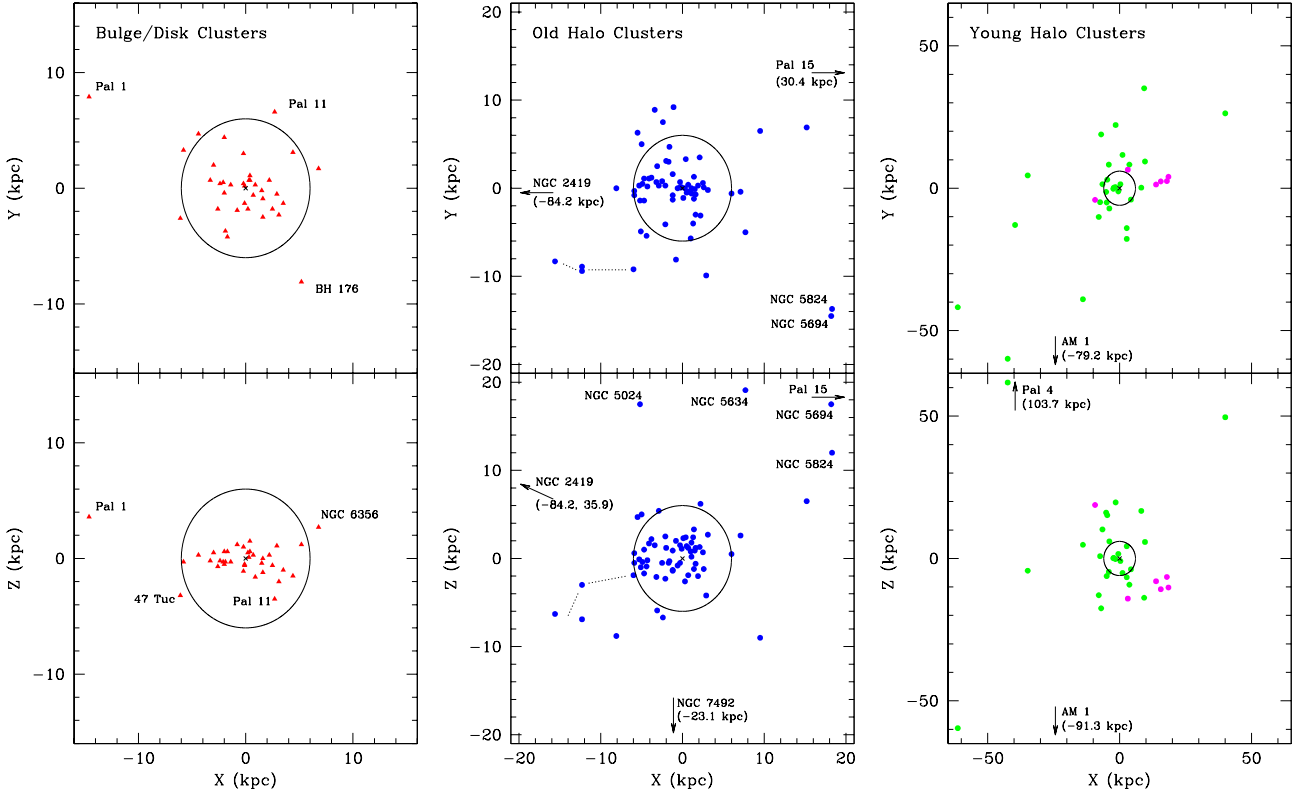 Bulge/Disk Clusters
Pal 1
Pal 11
BH 176
10
0
−10
Y (kpc)
Old Halo Clusters
Pal 15
(30.4 kpc)
NGC 2419
(−84.2 kpc)
NGC 5824
NGC 5694
20
10
0
−10
−20
Y (kpc)
Young Halo Clusters
AM 1
(−79.2 kpc)
50
0
−50
Y (kpc)
Pal 1
NGC 6356
47 Tuc
Pal 11
10
0
−10
Z (kpc)
−10
0
10
X (kpc)
NGC 5024
NGC 5634
Pal 15
NGC 5694
NGC 5824
NGC 2419
(−84.2, 35.9)
NGC 7492
(−23.1 kpc)
20
10
0
−10
−20
Z (kpc)
−20
−10
0
10
20
X (kpc)
Pal 4
(103.7 kpc)
AM 1
(−91.3 kpc)
50
0
−50
Z (kpc)
−50
0
50
X (kpc)